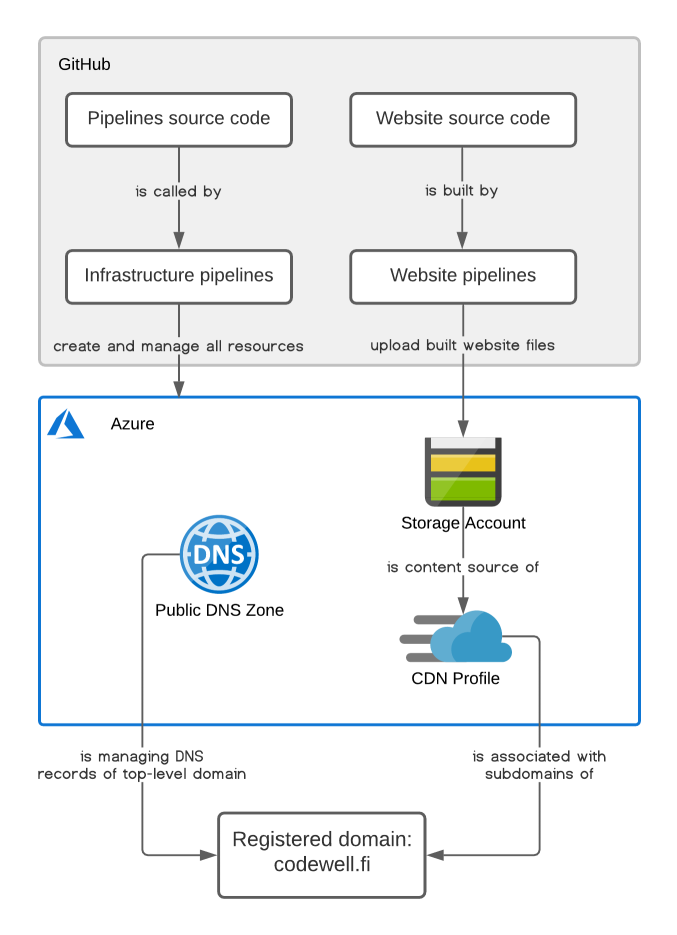 GitHub
Pipelines source code
Website source code
is called by
is built by
Infrastructure pipelines
Website pipelines
create and manage all resources
upload built website files
Azure
Storage Account
DNS
is content source of
Public DNS Zone
CDN Profile
is managing DNS
records of top-level domain
is associated with
subdomains of
Registered domain:
codewell.fi